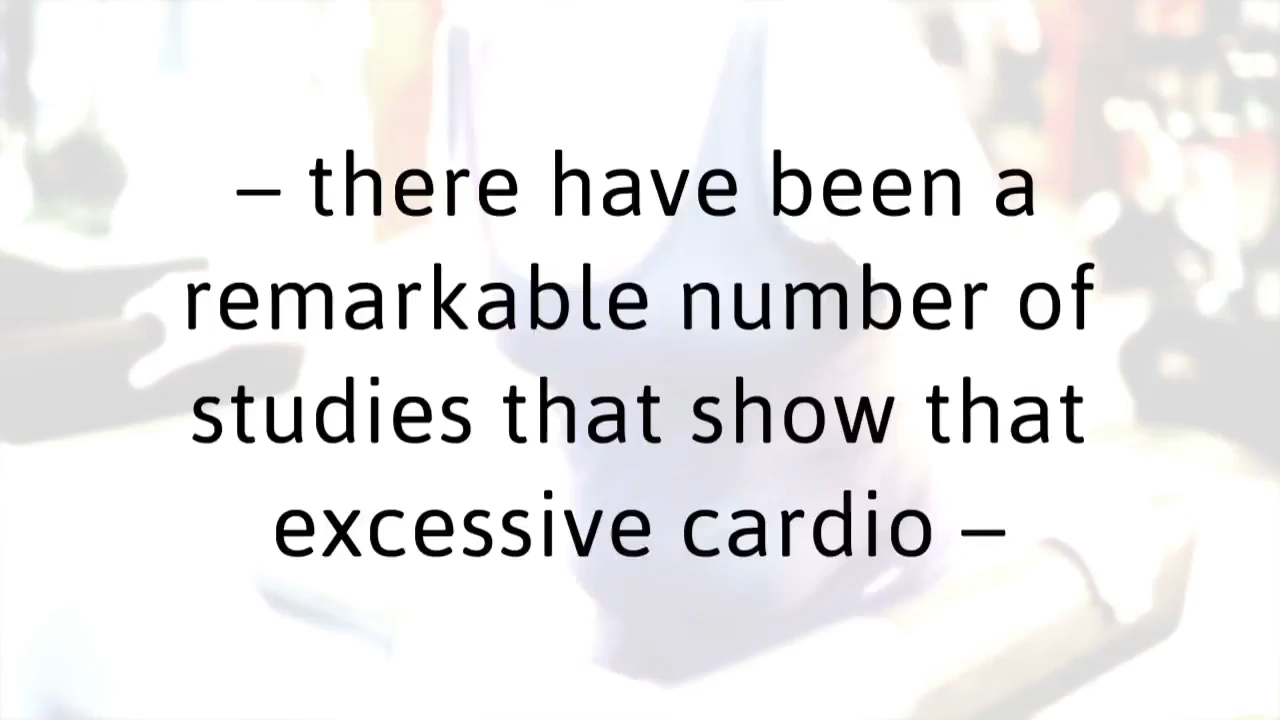 – there have been a
remarkable number of
studies that show that
excessive cardio –